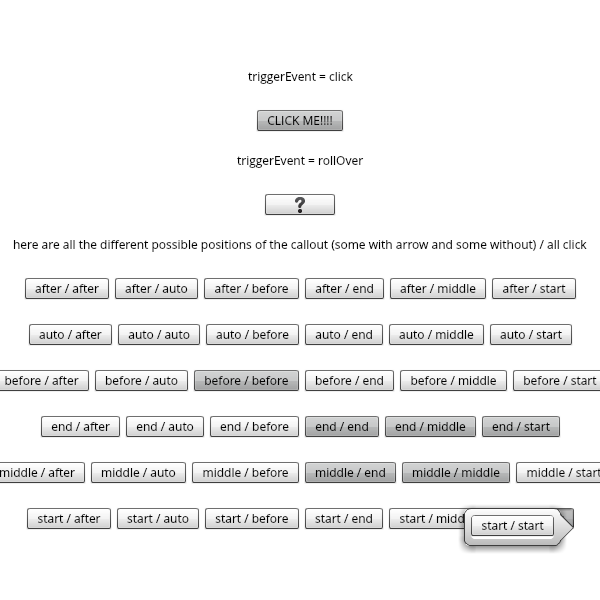 triggerEvent = click
CLICK ME!!!!
triggerEvent = rollOver
?
here are all the different possible positions of the callout (some with arrow and some without) / all click
after / after after / auto after / before after / end after / middle after / start
auto / after auto / auto auto / before auto / end auto / middle auto / start
before / after before / auto before / before before / end before / middle before / start
end / after end / auto end / before end / end end / middle end / start
middle / after middle / auto middle / before middle / end middle / middle middle / start
start / after start / auto start / before start / end start / midd start / start